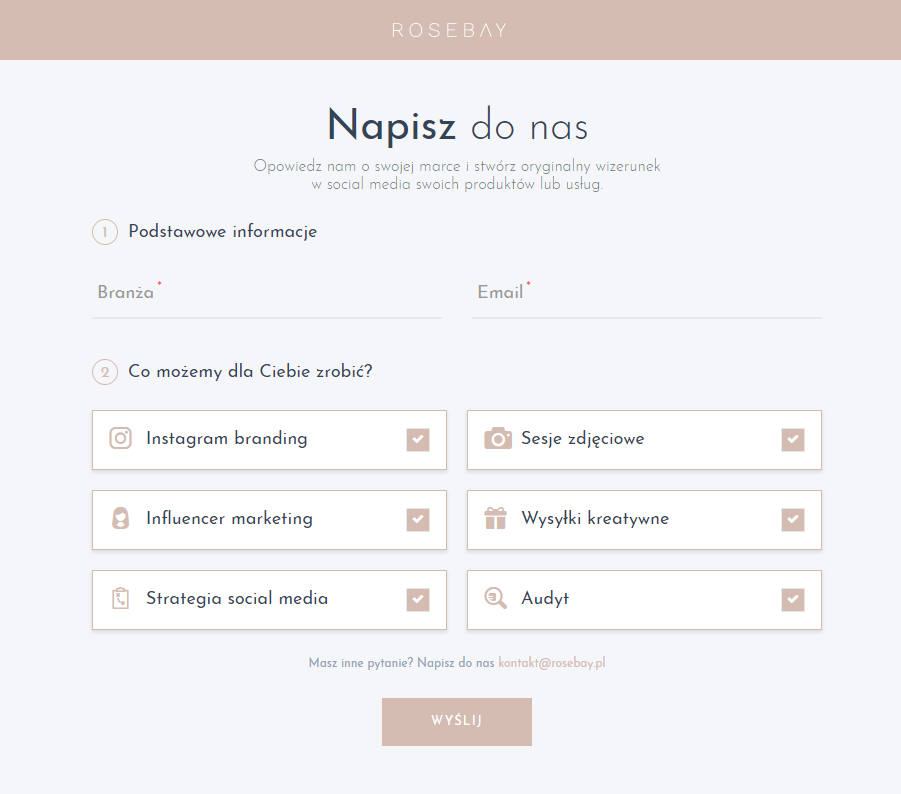 ROSEBAY
Napisz do nas
Opowiedz nam o swojej marce i stwórz oryginalny wizerunek
w social media swoich produktów lub usług.
1 Podstawowe informacje
Branża * Email *
2 Co możemy dla Ciebie zrobić?
Instagram branding Sesje zdjęciowe
Influencer marketing Wysyłki kreatywne
Strategia social media Audyt
Masz inne pytanie? Napisz do nas kontakt@rosebay.pl
WYŚLIJ